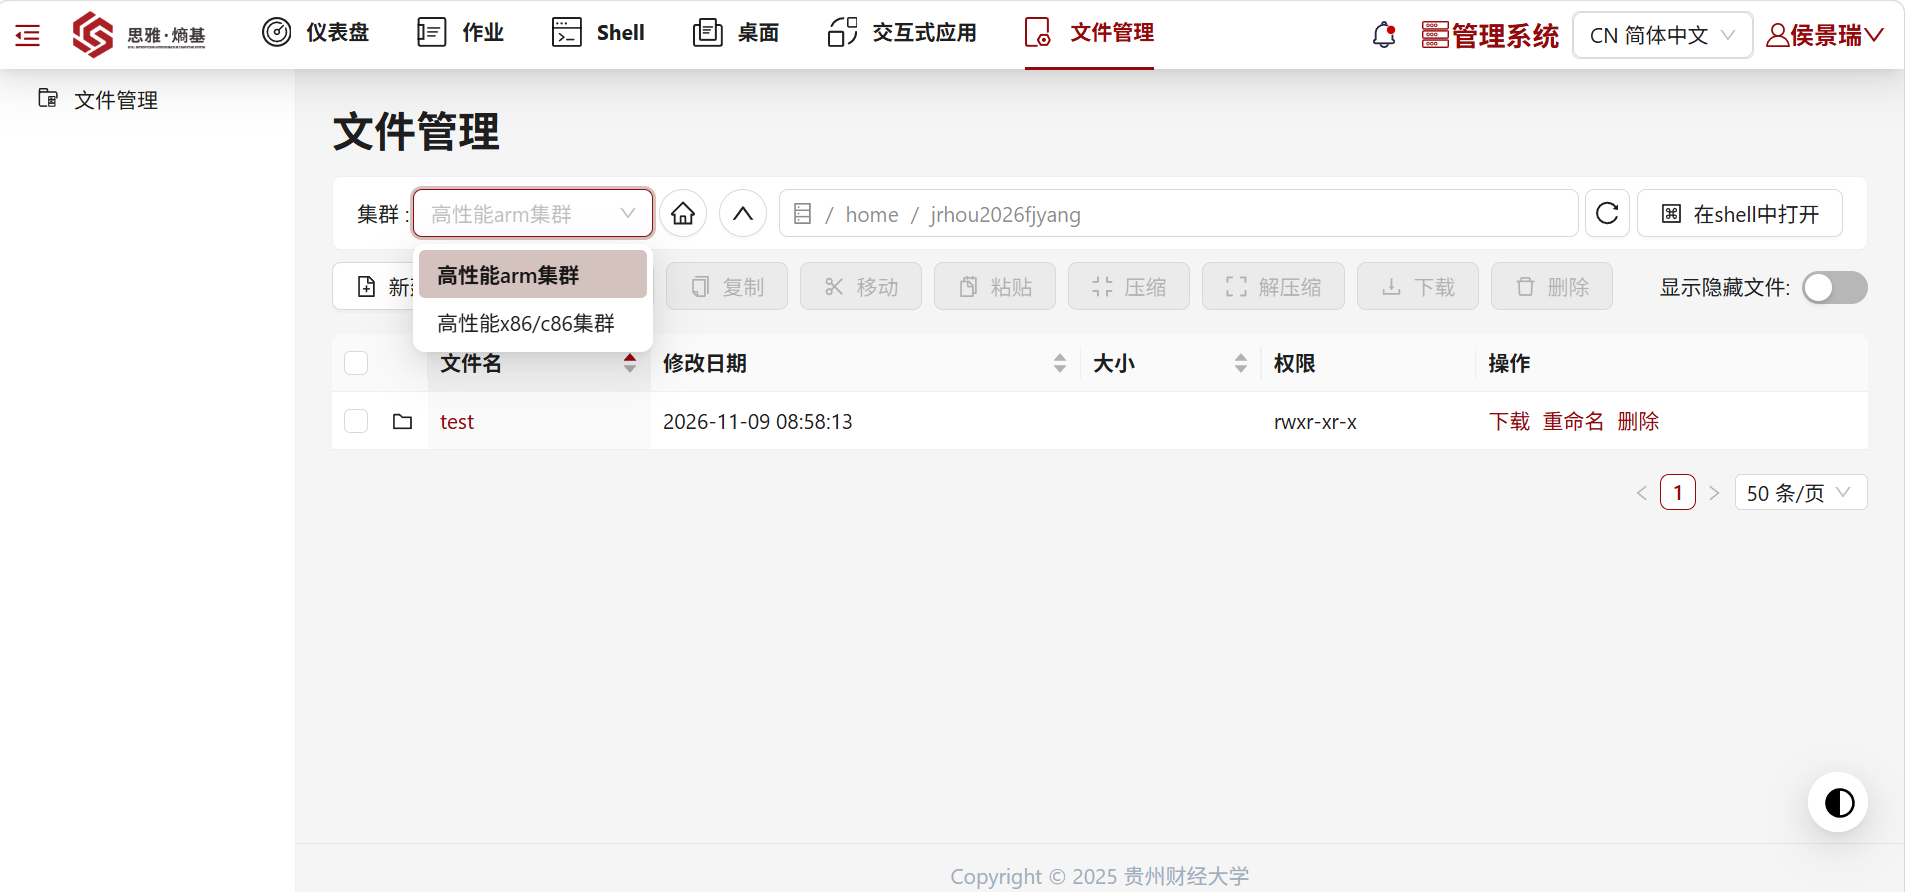 思雅·熵基
仪表盘
作业
Shell
桌面
交互式应用
文件管理
管理系统
CN 简体中文
侯景瑞
文件管理
文件管理
集群 :
高性能arm集群
/ home / jrhou2026fjyang
在shell中打开
高性能arm集群
高性能x86/c86集群
复制
移动
粘贴
压缩
解压缩
下载
删除
显示隐藏文件:
文件名
修改日期
大小
权限
操作
test
2026-11-09 08:58:13
rwxr-xr-x
下载 重命名 删除
1
50 条/页
Copyright © 2025 贵州财经大学